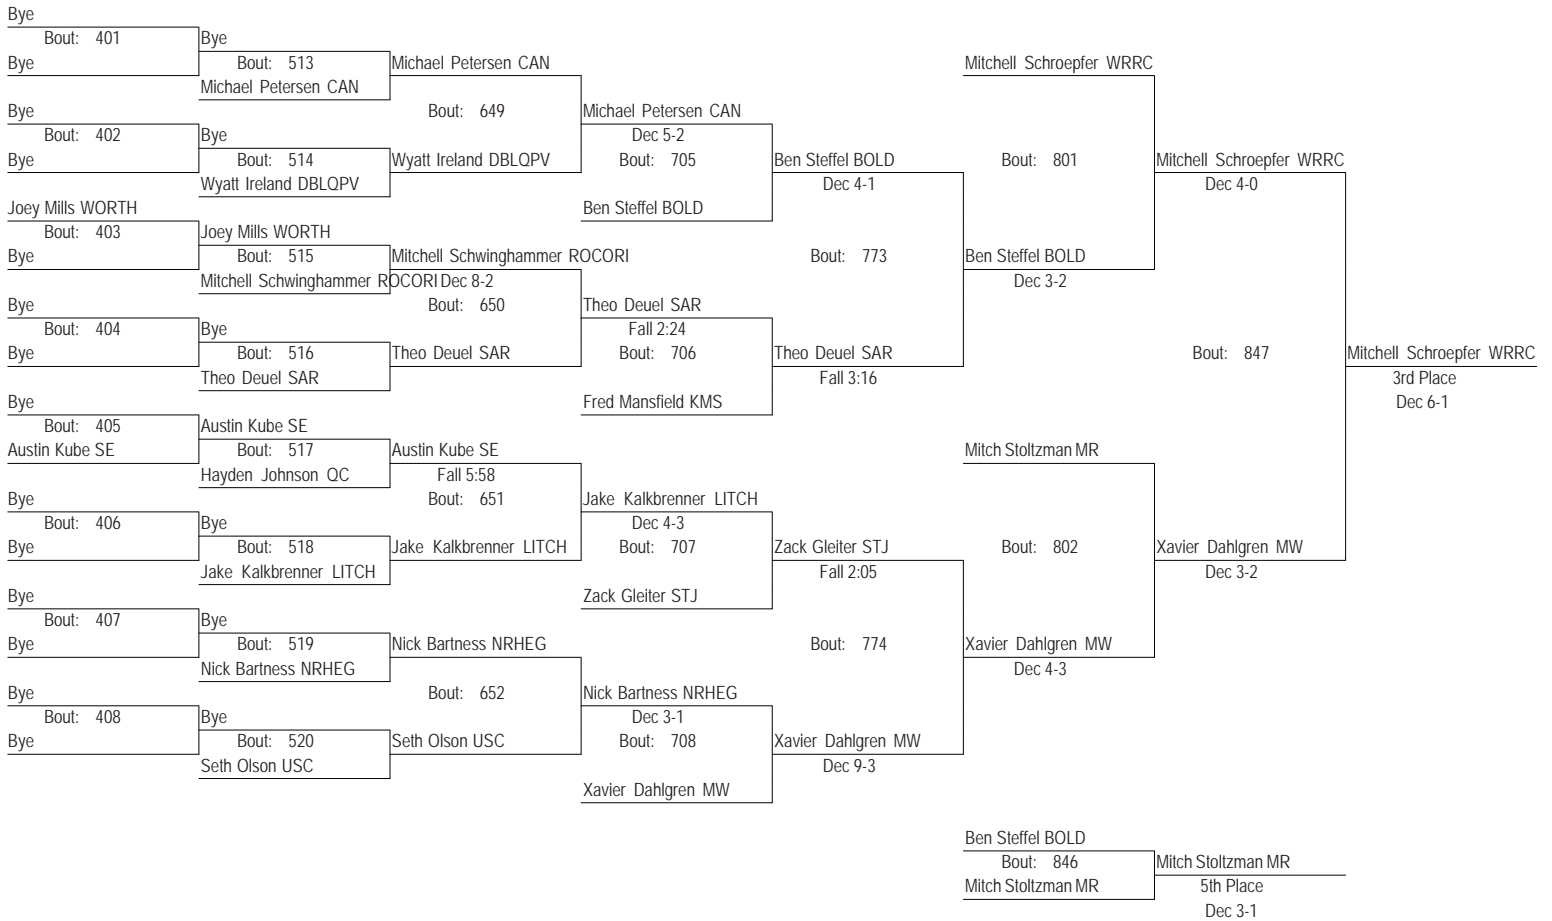 Bye
Bout: 401
Bye
Bye
Bout: 513
Michael Petersen CAN
Michael Petersen CAN
Bye
Bout: 402
Bye
Bye
Bout: 514
Wyatt Ireland DBLQPV
Wyatt Ireland DBLQPV
Bout: 649
Michael Petersen CAN
Dec 5-2
Bout: 705
Ben Steffel BOLD
Ben Steffel BOLD
Dec 4-1
Joey Mills WORTH
Bout: 403
Bye
Joey Mills WORTH
Bout: 515
Mitchell Schwinghammer ROCORI
Mitchell Schwinghammer ROCORI
Dec 8-2
Bye
Bout: 404
Bye
Bye
Bout: 516
Theo Deuel SAR
Theo Deuel SAR
Bout: 650
Theo Deuel SAR
Fall 2:24
Bout: 706
Fred Mansfield KMS
Theo Deuel SAR
Fall 3:16
Bout: 773
Ben Steffel BOLD
Dec 3-2
Mitchell Schroepfer WRRC
Bout: 801
Mitchell Schroepfer WRRC
Dec 4-0
Bye
Bout: 405
Austin Kube SE
Austin Kube SE
Bout: 517
Hayden Johnson QC
Austin Kube SE
Fall 5:58
Bye
Bout: 406
Bye
Bye
Bout: 518
Jake Kalkbrenner LITCH
Jake Kalkbrenner LITCH
Bout: 651
Jake Kalkbrenner LITCH
Dec 4-3
Bout: 707
Zack Gleiter STJ
Zack Gleiter STJ
Fall 2:05
Bye
Bout: 407
Bye
Bye
Bout: 519
Nick Bartness NRHEG
Nick Bartness NRHEG
Bye
Bout: 408
Bye
Bye
Bout: 520
Seth Olson USC
Seth Olson USC
Bout: 652
Nick Bartness NRHEG
Dec 3-1
Bout: 708
Xavier Dahlgren MW
Xavier Dahlgren MW
Dec 9-3
Bout: 774
Xavier Dahlgren MW
Dec 4-3
Mitch Stoltzman MR
Bout: 802
Xavier Dahlgren MW
Dec 3-2
Bout: 847
Mitchell Schroepfer WRRC
3rd Place
Dec 6-1
Ben Steffel BOLD
Bout: 846
Mitch Stoltzman MR
Mitch Stoltzman MR
5th Place
Dec 3-1